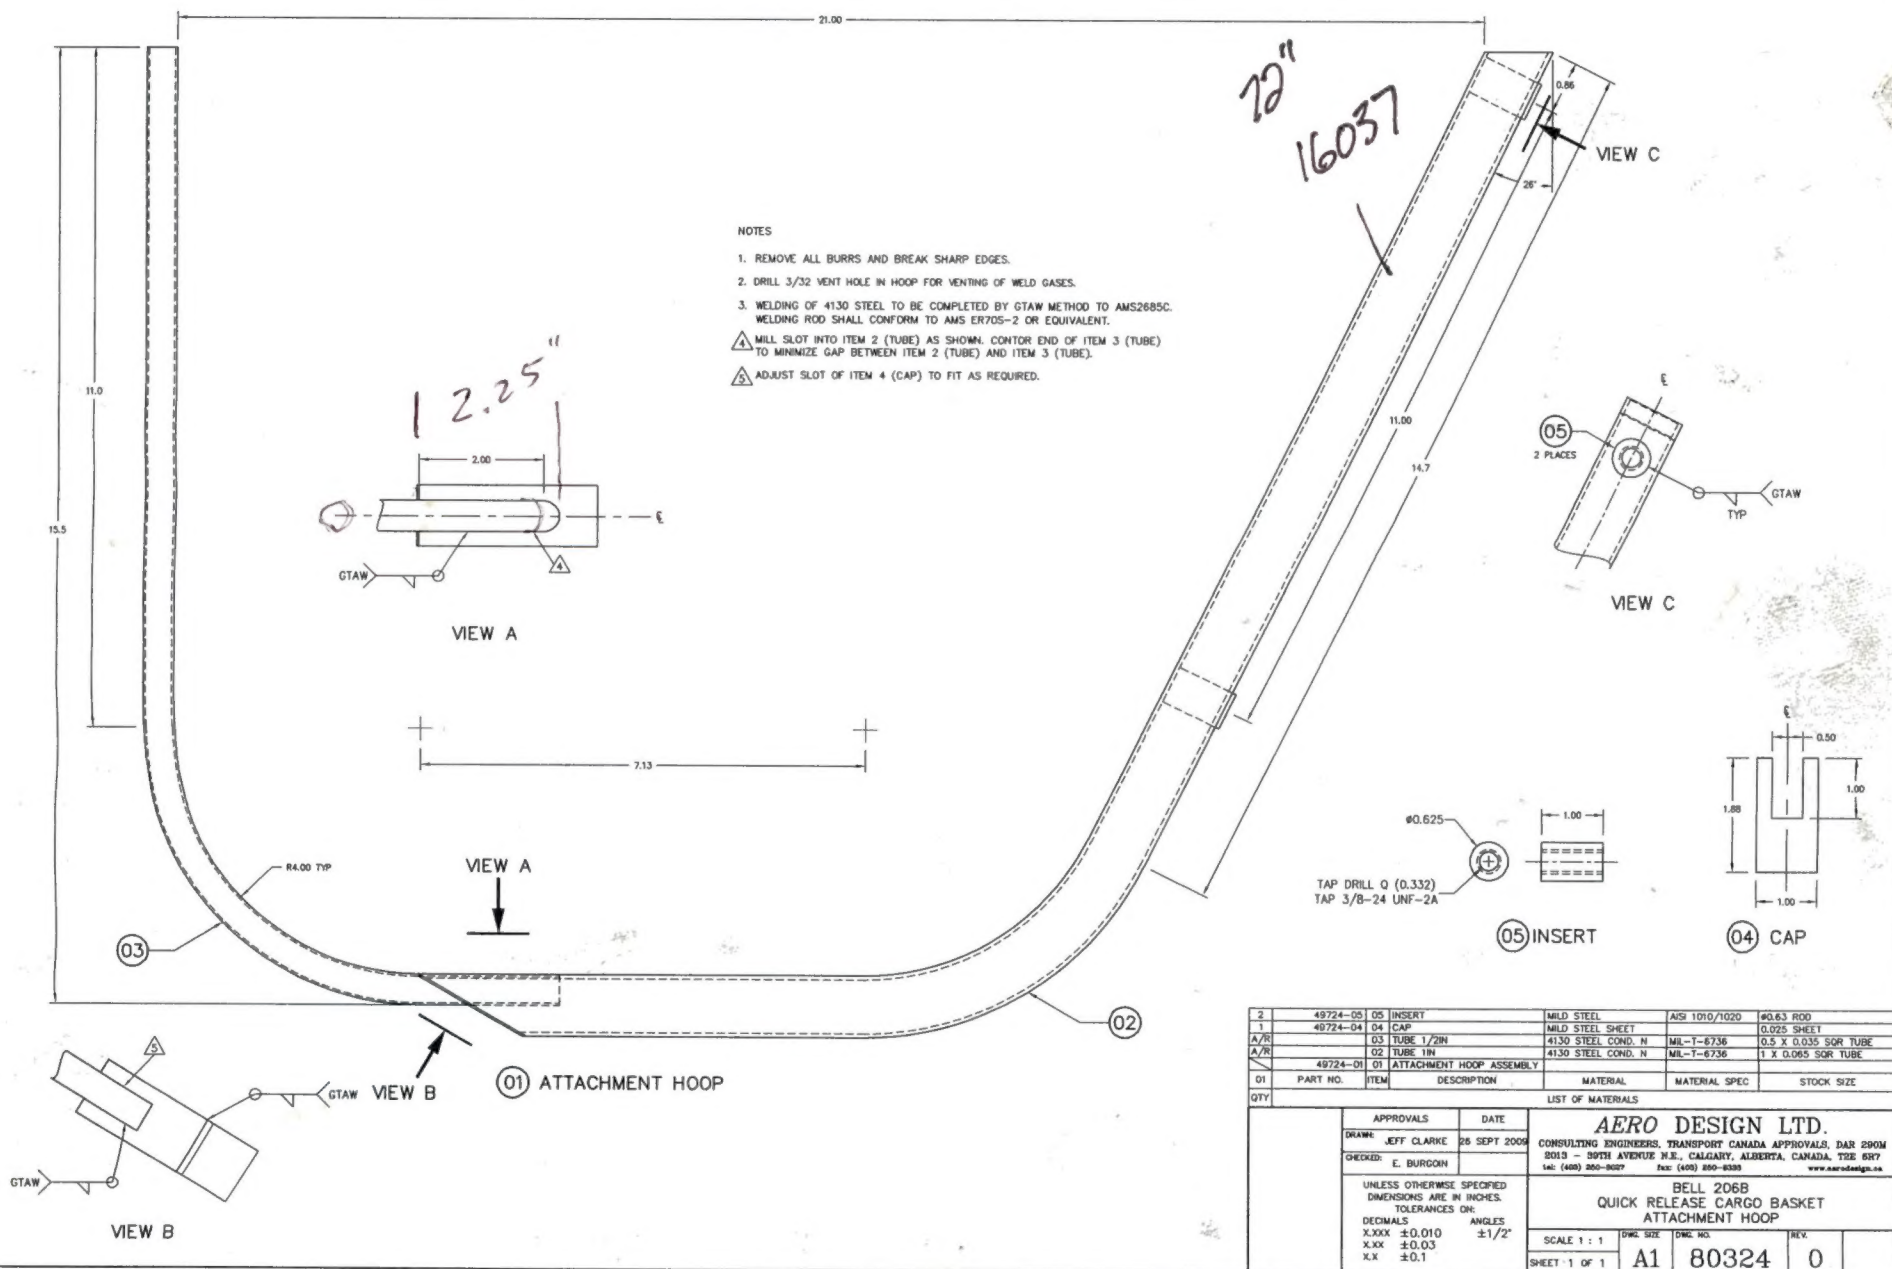 21.00
22"
16037
0.86
VIEW C
26°
NOTES
1. REMOVE ALL BURRS AND BREAK SHARP EDGES.
2. DRILL 3/32 VENT HOLE IN HOOP FOR VENTING OF WELD GASES.
3. WELDING OF 4130 STEEL TO BE COMPLETED BY GTAW METHOD TO AMS2685C.
WELDING ROD SHALL CONFORM TO AMS ER70S-2 OR EQUIVALENT.
4 MILL SLOT INTO ITEM 2 (TUBE) AS SHOWN. CONTOR END OF ITEM 3 (TUBE)
TO MINIMIZE GAP BETWEEN ITEM 2 (TUBE) AND ITEM 3 (TUBE).
5 ADJUST SLOT OF ITEM 4 (CAP) TO FIT AS REQUIRED.
11.0
2.25"
2.00
15.5
GTAW
4
VIEW A
11.00
14.7
05
2 PLACES
GTAW
TYP
VIEW C
7.13
R4.00 TYP
VIEW A
03
02
VIEW B
01 ATTACHMENT HOOP
5
GTAW
GTAW
VIEW B
Ø0.625
1.00
TAP DRILL Q (0.332)
TAP 3/8-24 UNF-2A
05 INSERT
0.50
1.00
1.88
1.00
04 CAP
2 49724-05 05 INSERT MILD STEEL AISI 1010/1020 Ø0.63 ROD
1 49724-04 04 CAP MILD STEEL SHEET 0.025 SHEET
A/R 03 TUBE 1/2IN 4130 STEEL COND. N MIL-T-6736 0.5 X 0.035 SQR TUBE
A/R 02 TUBE 1IN 4130 STEEL COND. N MIL-T-6736 1 X 0.065 SQR TUBE
49724-01 01 ATTACHMENT HOOP ASSEMBLY
01 PART NO. ITEM DESCRIPTION MATERIAL MATERIAL SPEC STOCK SIZE
QTY LIST OF MATERIALS
APPROVALS DATE
DRAWN: JEFF CLARKE 26 SEPT 2009
CHECKED: E. BURGOIN
UNLESS OTHERWISE SPECIFIED
DIMENSIONS ARE IN INCHES.
TOLERANCES ON:
DECIMALS ANGLES
X.XXX ±0.010 ±1/2°
X.XX ±0.03
X.X ±0.1
AERO DESIGN LTD.
CONSULTING ENGINEERS, TRANSPORT CANADA APPROVALS, DAR 290M
2013 - 39TH AVENUE N.E., CALGARY, ALBERTA, CANADA, T2E 6R7
www.aerodesign.ca
BELL 206B
QUICK RELEASE CARGO BASKET
ATTACHMENT HOOP
SCALE 1 : 1 DWG. SIZE DWG. NO. REV.
SHEET 1 OF 1 A1 80324 0